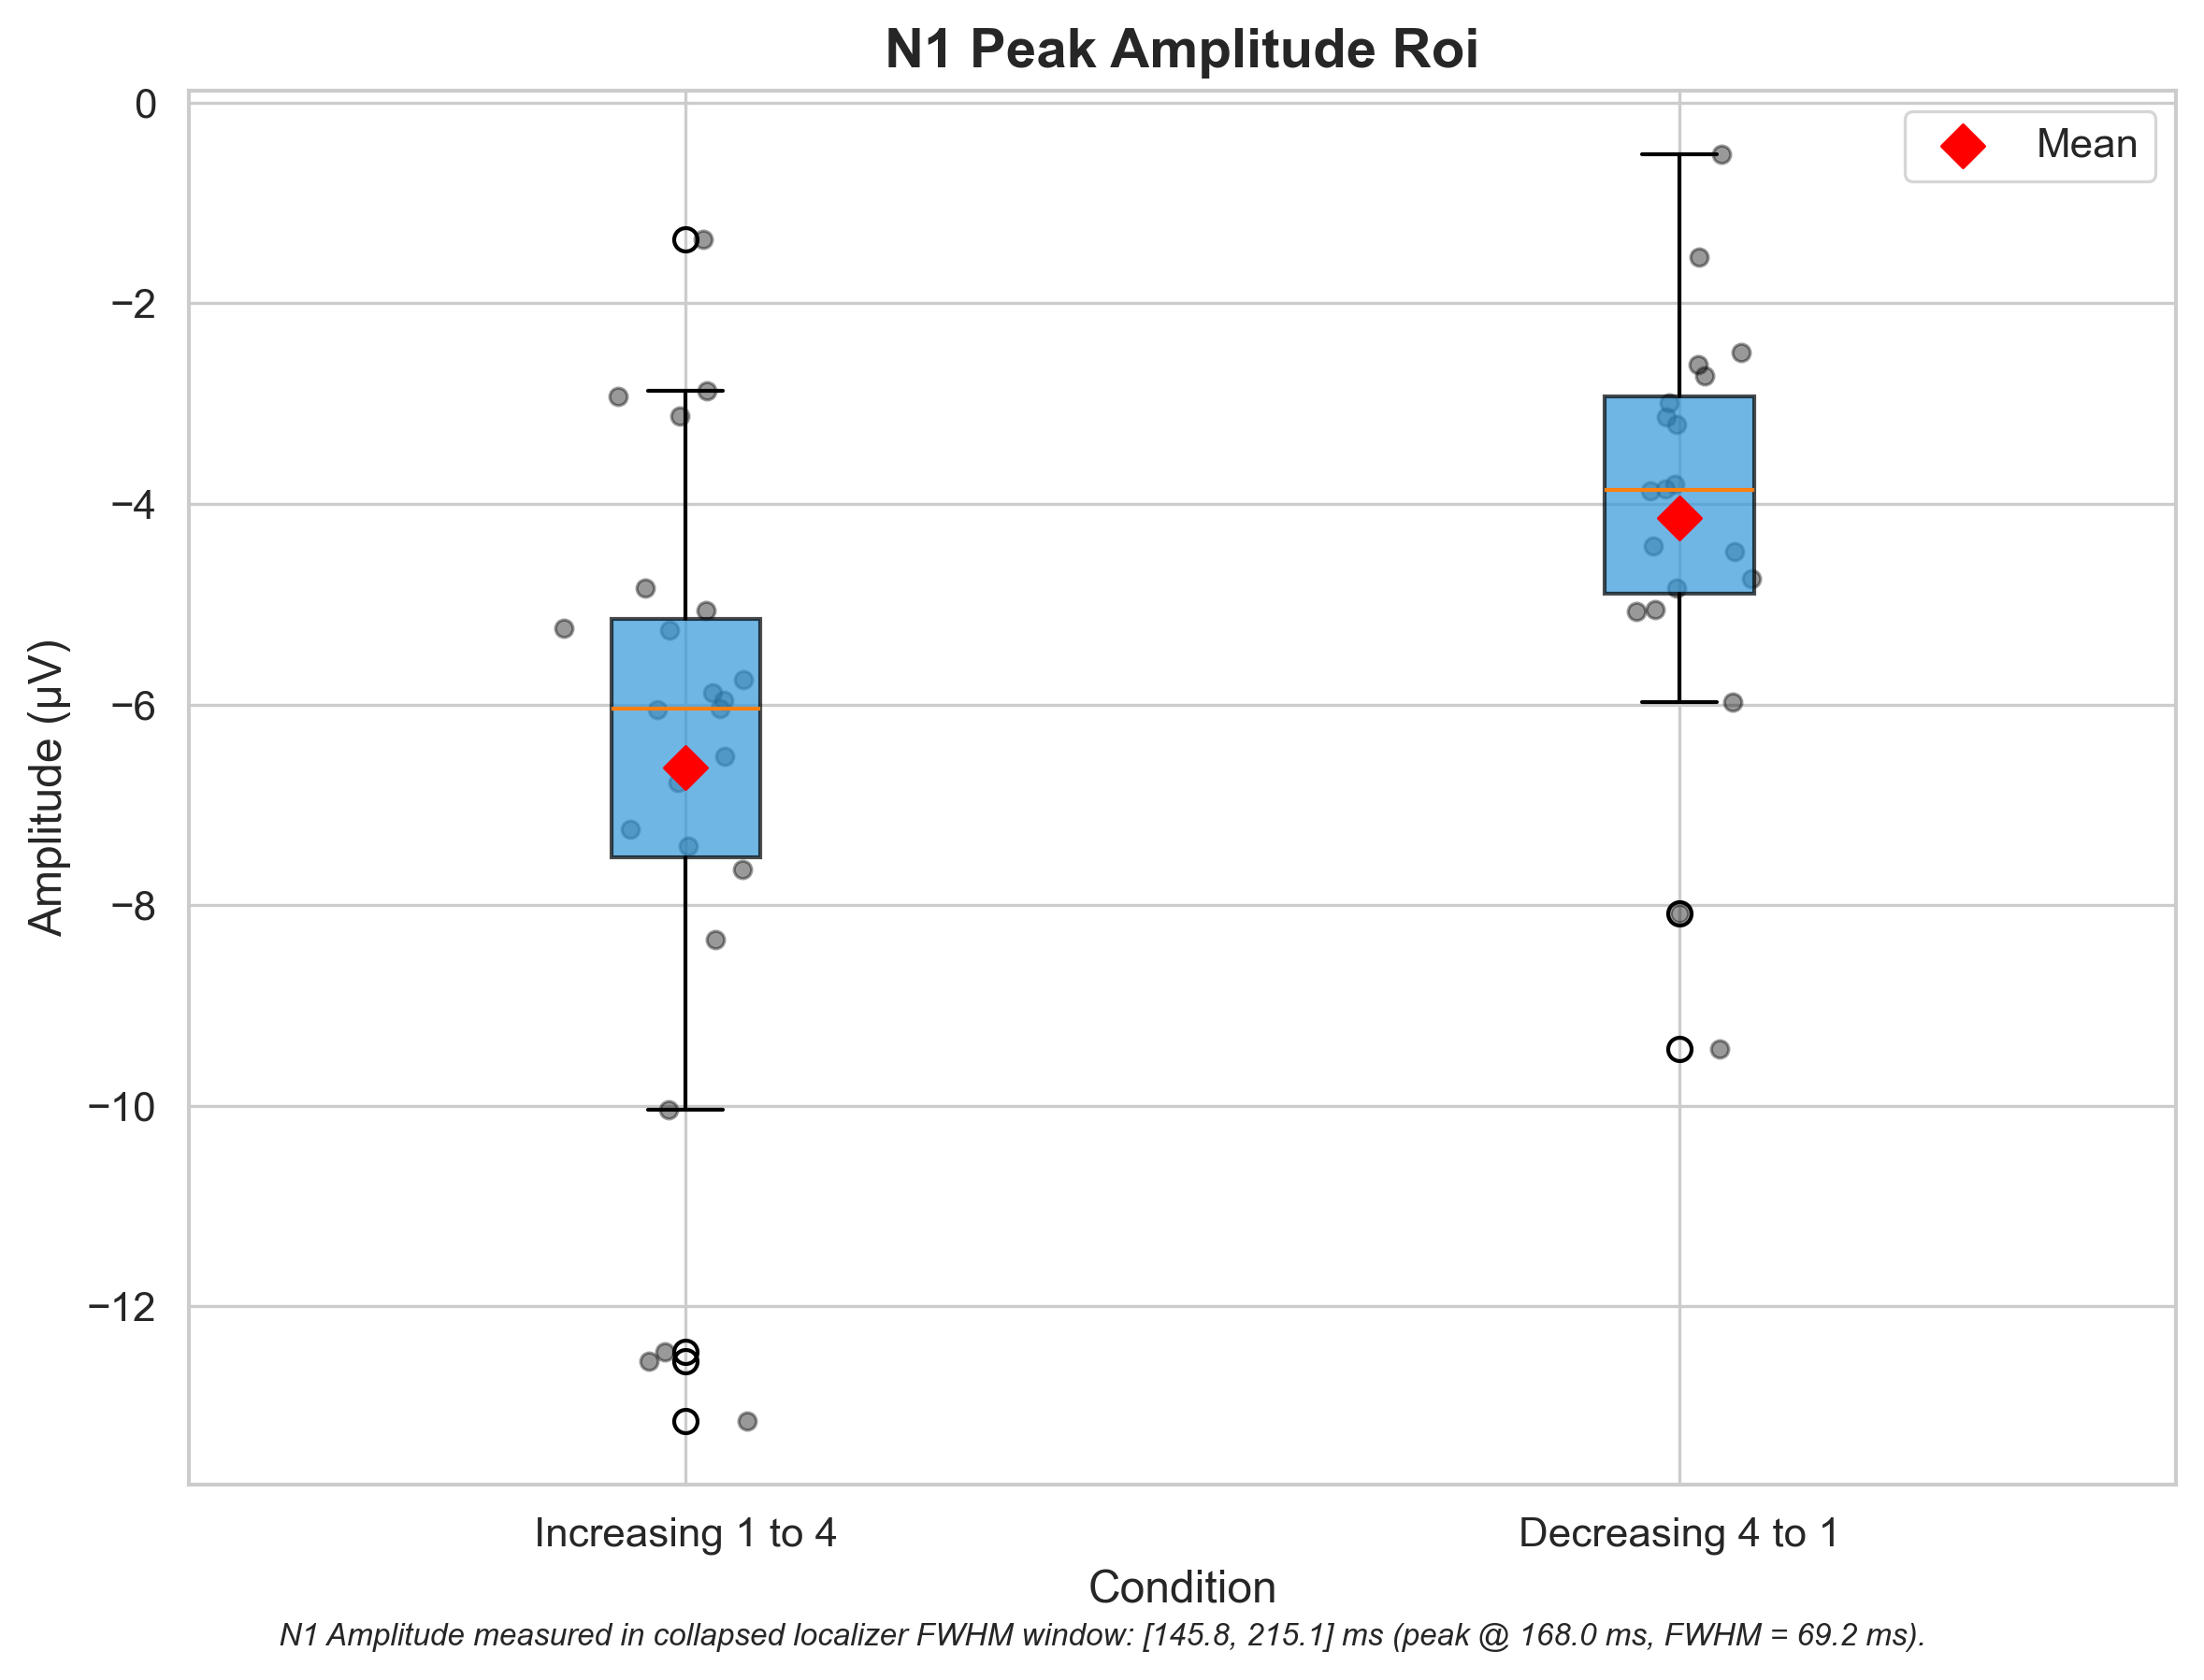 N1 Peak Amplitude Roi
Mean
0
−2
−4
−6
−8
−10
−12
Amplitude (μV)
Increasing 1 to 4
Decreasing 4 to 1
Condition
N1 Amplitude measured in collapsed localizer FWHM window: [145.8, 215.1] ms (peak @ 168.0 ms, FWHM = 69.2 ms).